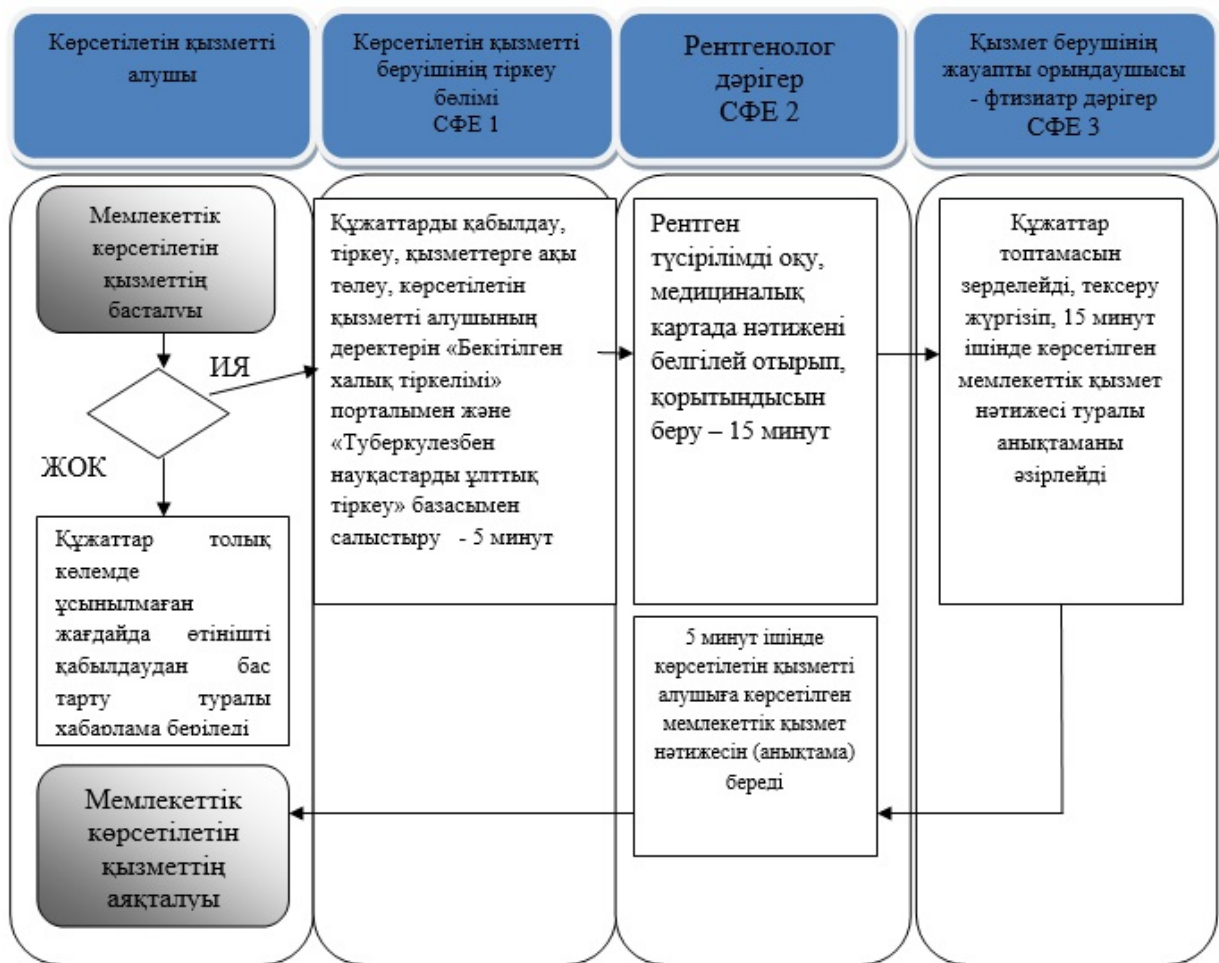 Көрсетілетін қызметті
алушы
Көрсетілетін қызметті
беруішінің тіркеу
бөлімі
СФЕ 1
Рентгенолог
дәрігер
СФЕ 2
Қызмет берушінің
жауапты орындаушысы
- фтизиатр дәрігер
СФЕ 3
Мемлекеттік
көрсетілетін
қызметтің
басталуы
ИЯ
ЖОК
Құжаттар толық
көлемде
ұсынылмаған
жағдайда өтінішті
қабылдаудан бас
тарту туралы
хабарлама беріледі
Мемлекеттік
көрсетілетін
қызметтің
аяқталуы
Құжаттарды қабылдау,
тіркеу, қызметтерге ақы
төлеу, көрсетілетін
қызметті алушының
деректерін «Бекітілген
халық тіркелімі»
порталымен және
«Туберкулезбен
науқастарды ұлттық
тіркеу» базасымен
салыстыру - 5 минут
Рентген
түсірілімді оқу,
медициналық
картада нәтижені
белгілей отырып,
қорытындысын
беру – 15 минут
5 минут ішінде
көрсетілетін қызметті
алушыға көрсетілген
мемлекеттік қызмет
нәтижесін (анықтама)
береді
Құжаттар
топтамасын
зерделейді, тексеру
жүргізіп, 15 минут
ішінде көрсетілген
мемлекеттік қызмет
нәтижесі туралы
анықтаманы
әзірлейді